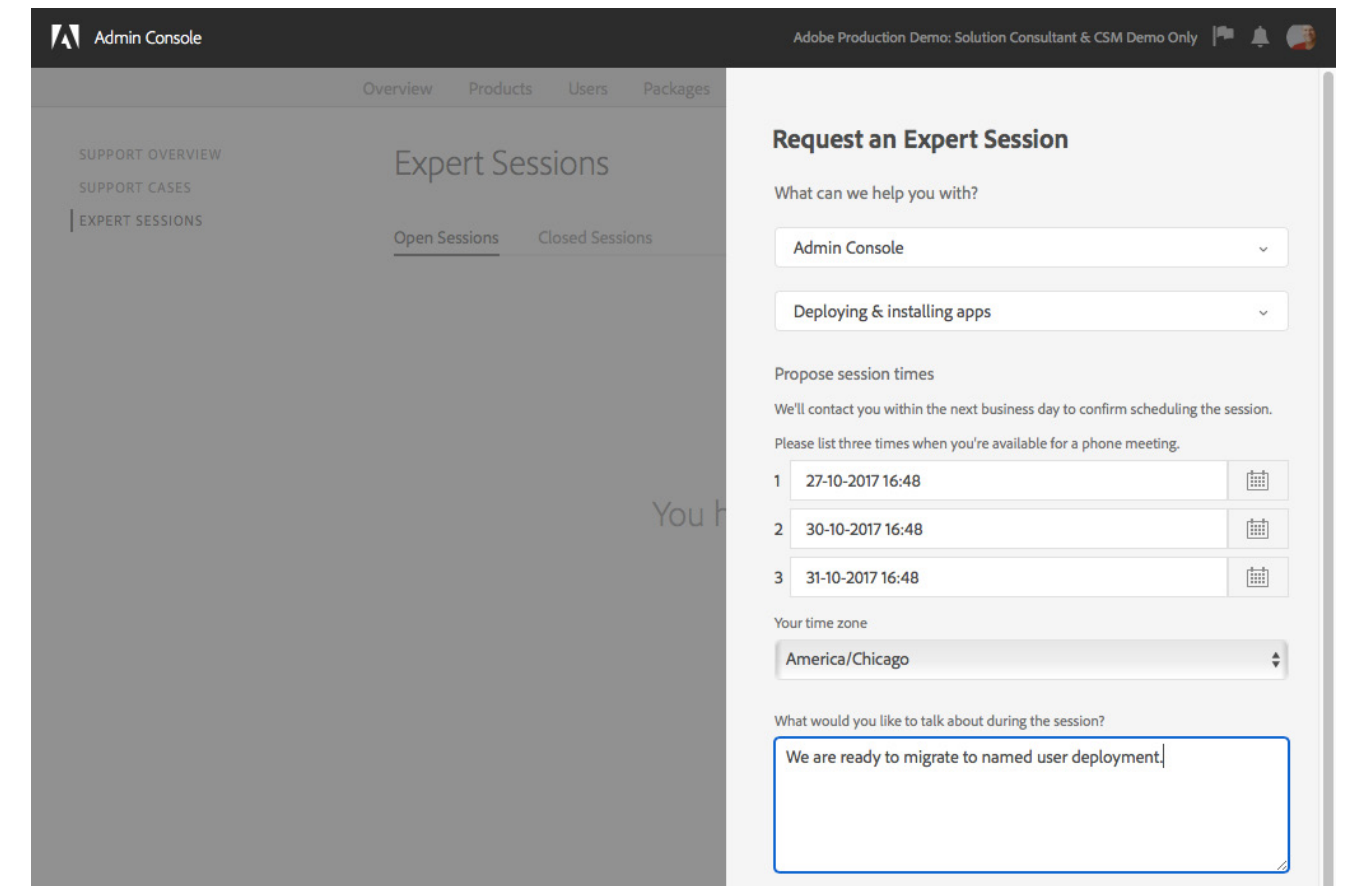 Admin Console
Adobe Production Demo: Solution Consultant & CSM Demo Only
Overview Products Users Packages
SUPPORT OVERVIEW
SUPPORT CASES
EXPERT SESSIONS
Expert Sessions
Open Sessions Closed Sessions
You h
Request an Expert Session
What can we help you with?
Admin Console
Deploying & installing apps
Propose session times
We'll contact you within the next business day to confirm scheduling the session.
Please list three times when you're available for a phone meeting.
1 27-10-2017 16:48
2 30-10-2017 16:48
3 31-10-2017 16:48
Your time zone
America/Chicago
What would you like to talk about during the session?
We are ready to migrate to named user deployment.